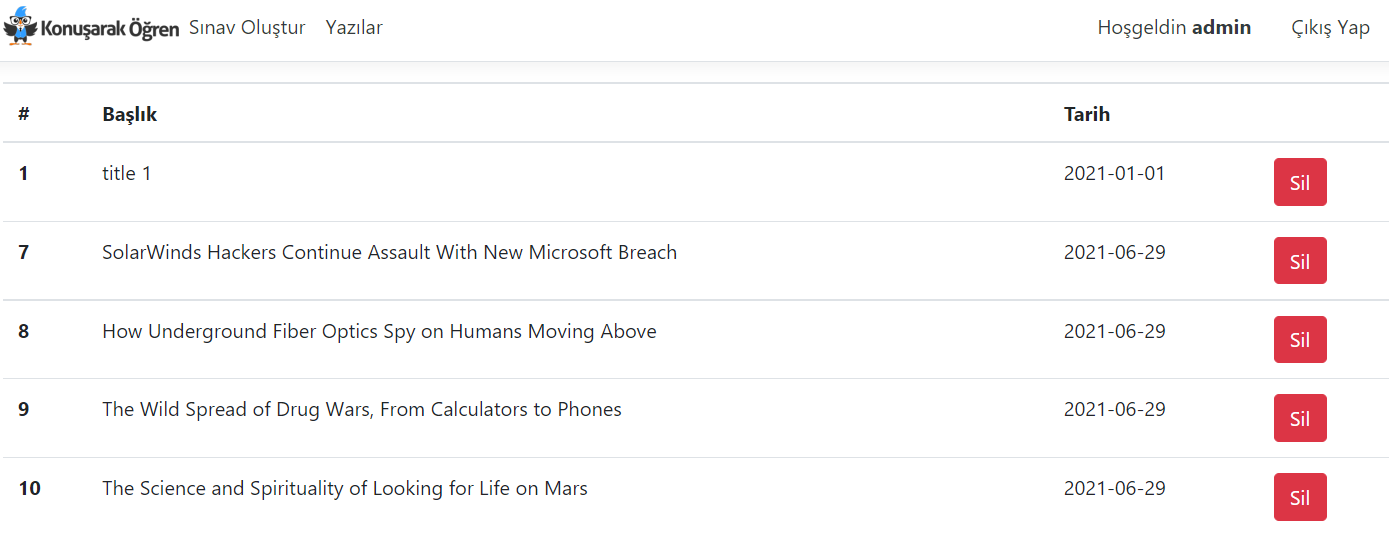 Konuşarak Öğren Sınav Oluştur Yazılar Hoşgeldin admin Çıkış Yap
# Başlık Tarih
1 title 1 2021-01-01 Sil
7 SolarWinds Hackers Continue Assault With New Microsoft Breach 2021-06-29 Sil
8 How Underground Fiber Optics Spy on Humans Moving Above 2021-06-29 Sil
9 The Wild Spread of Drug Wars, From Calculators to Phones 2021-06-29 Sil
10 The Science and Spirituality of Looking for Life on Mars 2021-06-29 Sil